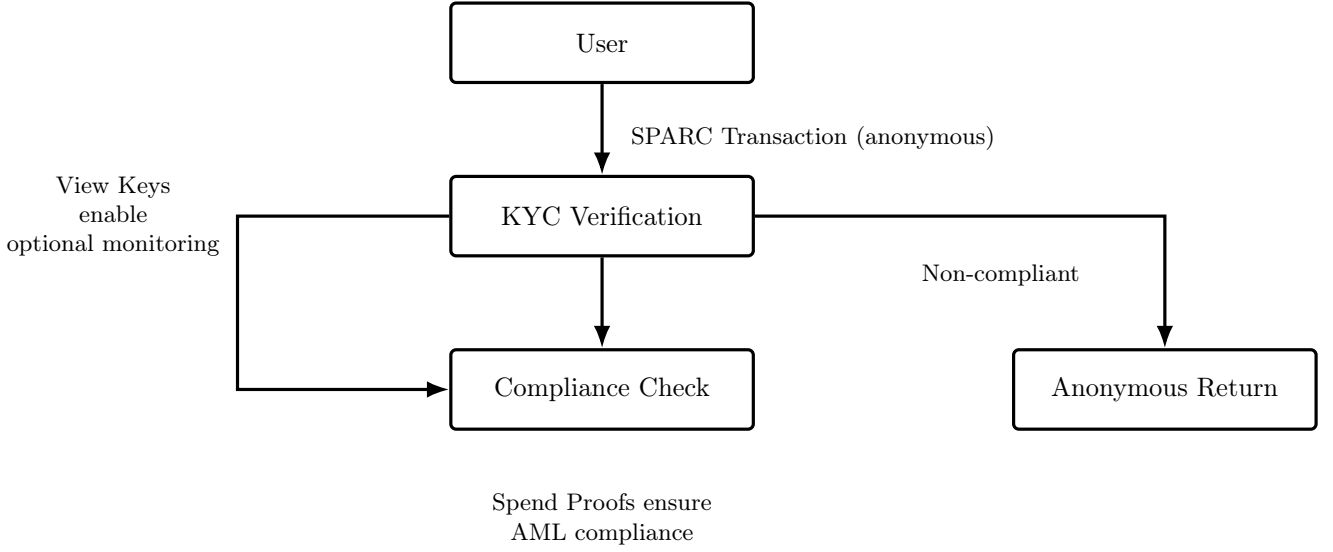 User
SPARC Transaction (anonymous)
View Keys
enable
optional monitoring
KYC Verification
Non-compliant
Compliance Check
Anonymous Return
Spend Proofs ensure
AML compliance